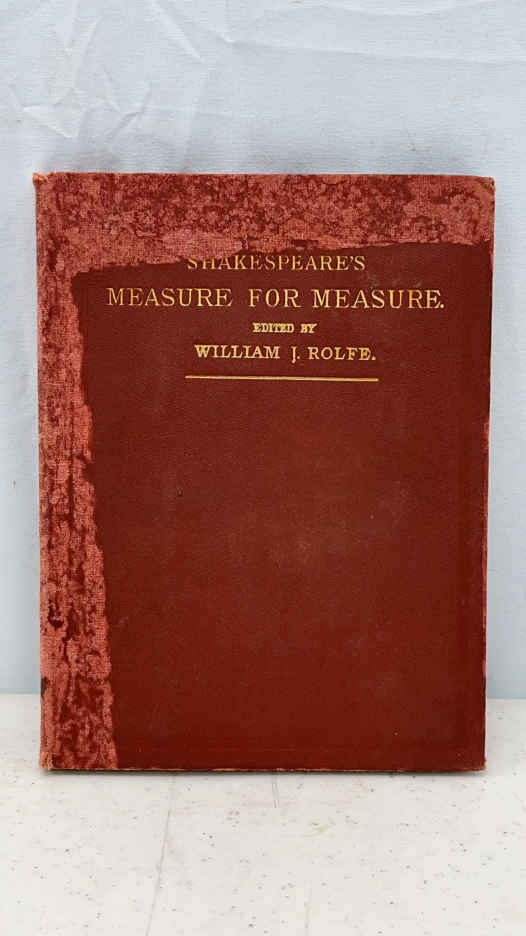 SHAKESPEARE'S
MEASURE FOR MEASURE.
EDITED BY
WILLIAM J. ROLFE.